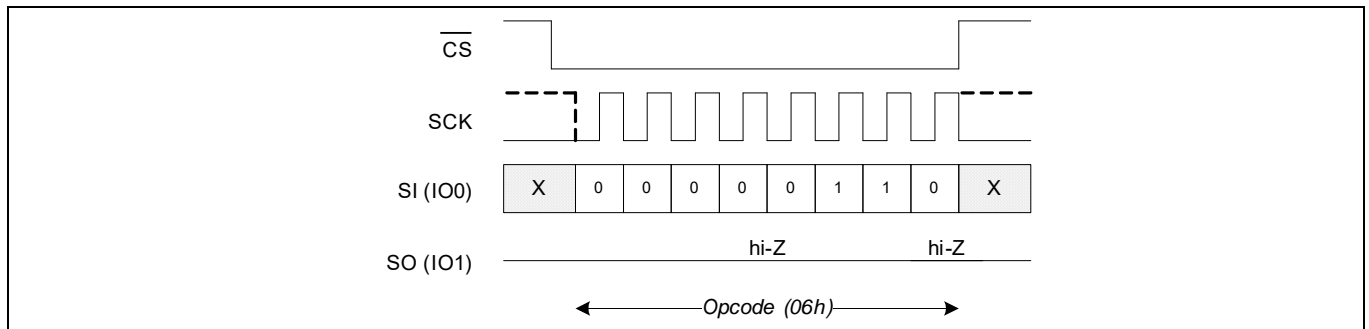 CS
SCK
SI (IO0) X 0 0 0 0 0 1 1 0 X
hi-Z hi-Z
SO (IO1)
Opcode (06h)